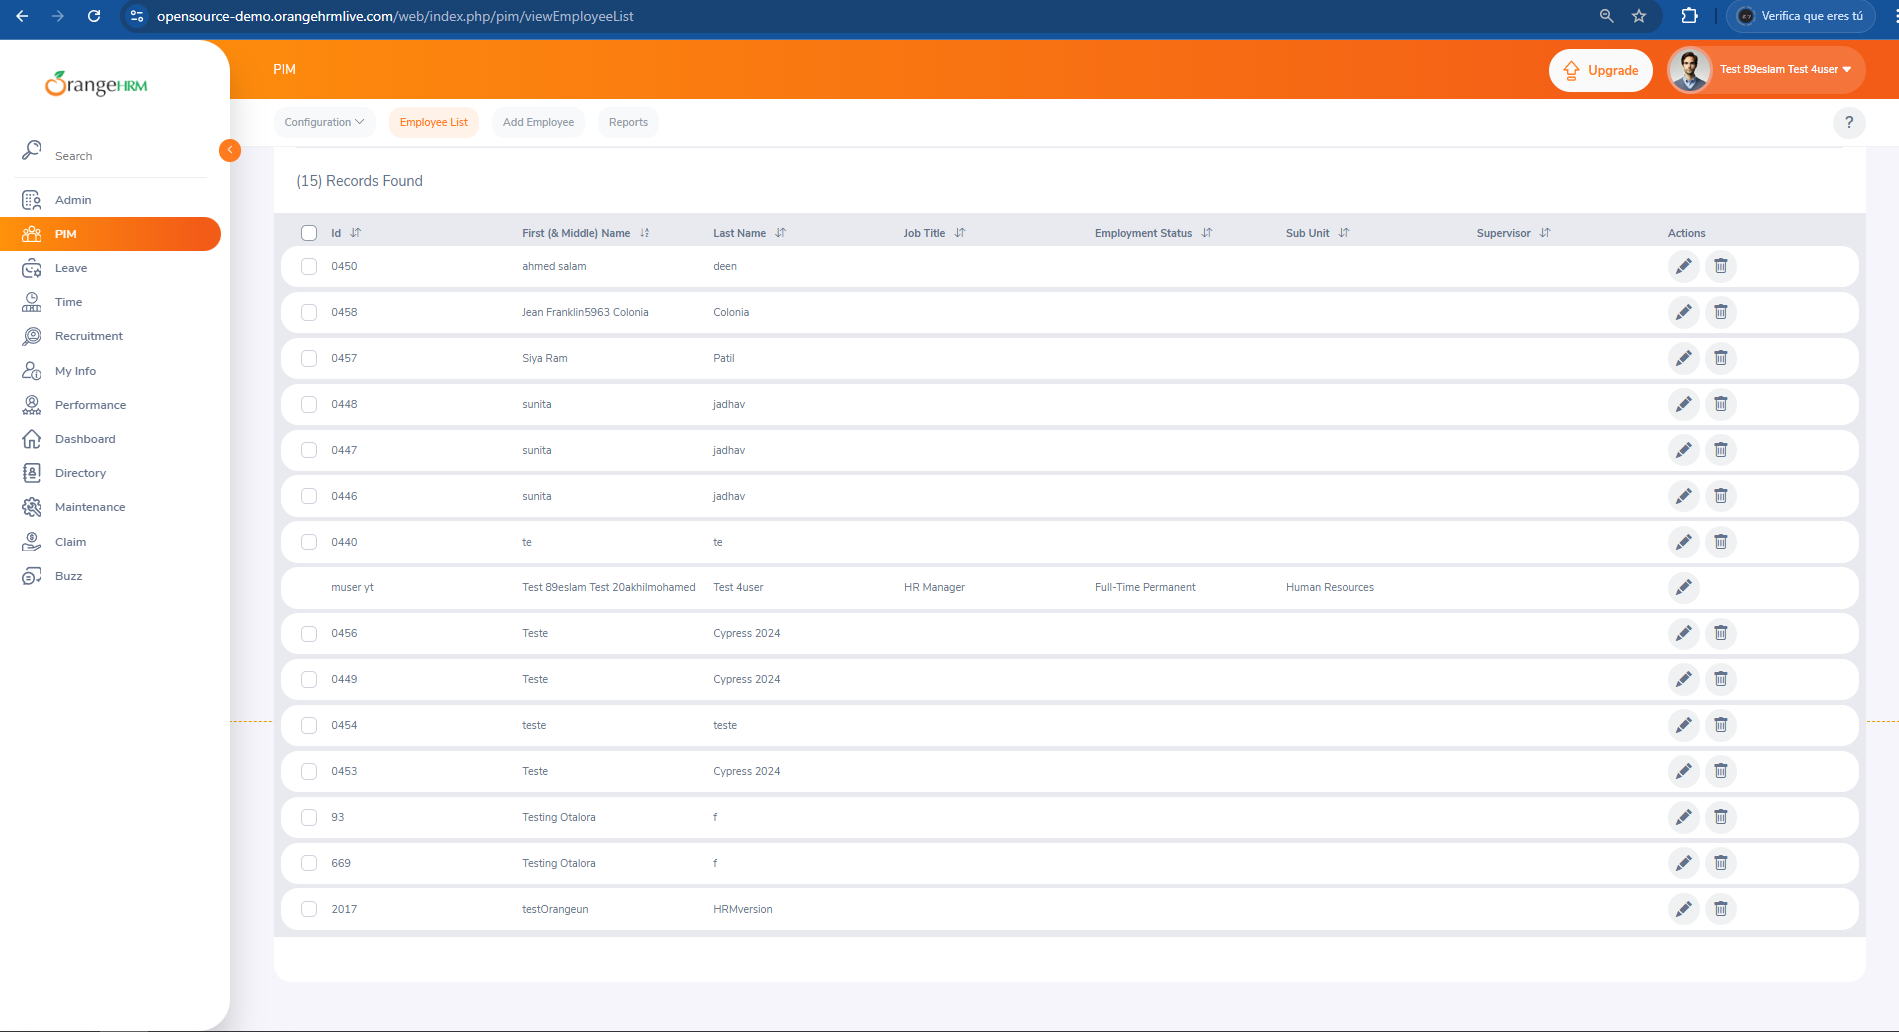 opensource-demo.orangehrmlive.com/web/index.php/pim/viewEmployeeList
Verifica que eres tú
OrangeHRM
PIM
Upgrade
Test 89eslam Test 4user
Configuration
Employee List
Add Employee
Reports
?
Search
Admin
PIM
Leave
Time
Recruitment
My Info
Performance
Dashboard
Directory
Maintenance
Claim
Buzz
(15) Records Found
Id First (& Middle) Name Last Name Job Title Employment Status Sub Unit Supervisor Actions
0450 ahmed salam deen
0458 Jean Franklin5963 Colonia Colonia
0457 Siya Ram Patil
0448 sunita jadhav
0447 sunita jadhav
0446 sunita jadhav
0440 te te
muser yt Test 89eslam Test 20akhilmohamed Test 4user HR Manager Full-Time Permanent Human Resources
0456 Teste Cypress 2024
0449 Teste Cypress 2024
0454 teste teste
0453 Teste Cypress 2024
93 Testing Otalora f
669 Testing Otalora f
2017 testOrangeun HRMversion